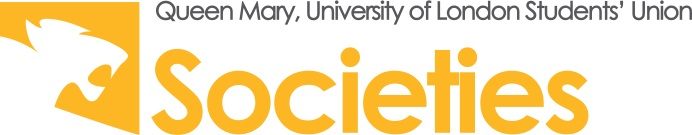 Queen Mary, University of London Students’ Union
Societies